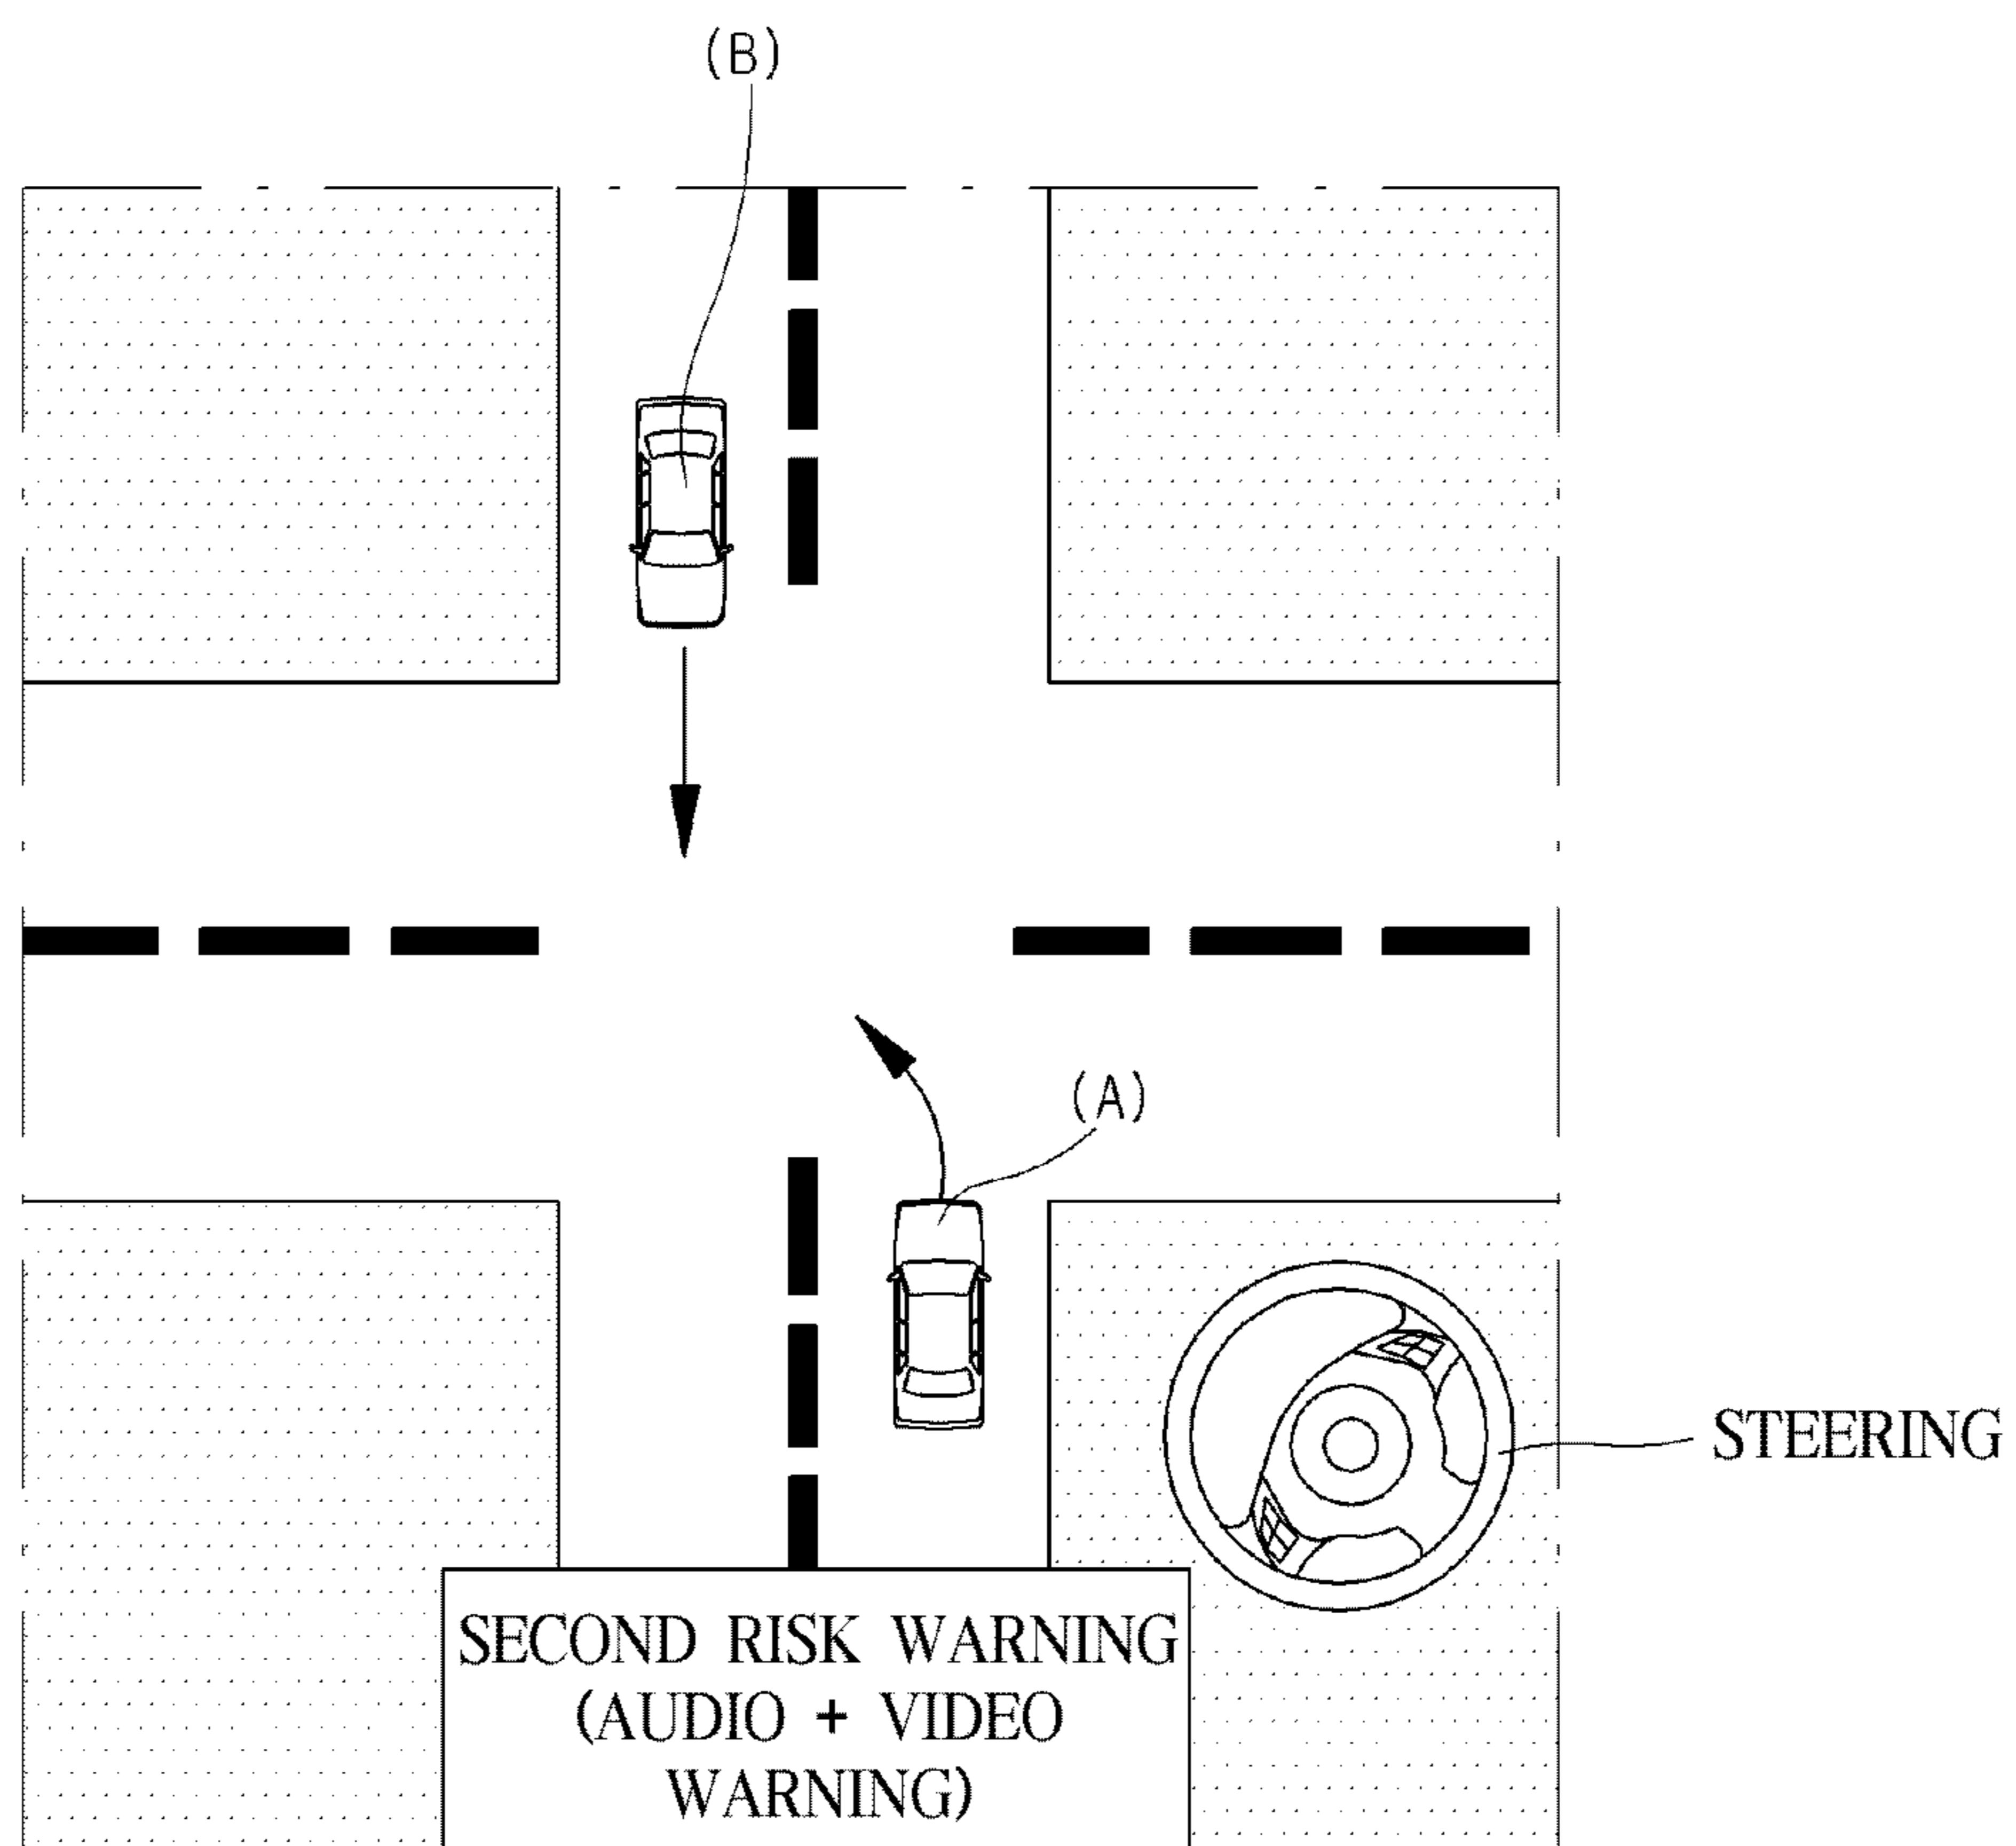 (B)
(A)
STEERING
SECOND RISK WARNING
(AUDIO + VIDEO
WARNING)